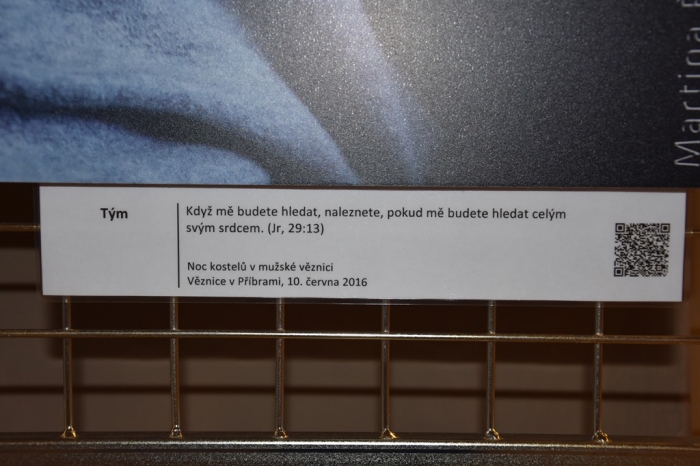 Martina
Tým
Když mě budete hledat, naleznete, pokud mě budete hledat celým
svým srdcem. (Jr, 29:13)
Noc kostelů v mužské věznici
Věznice v Příbrami, 10. června 2016